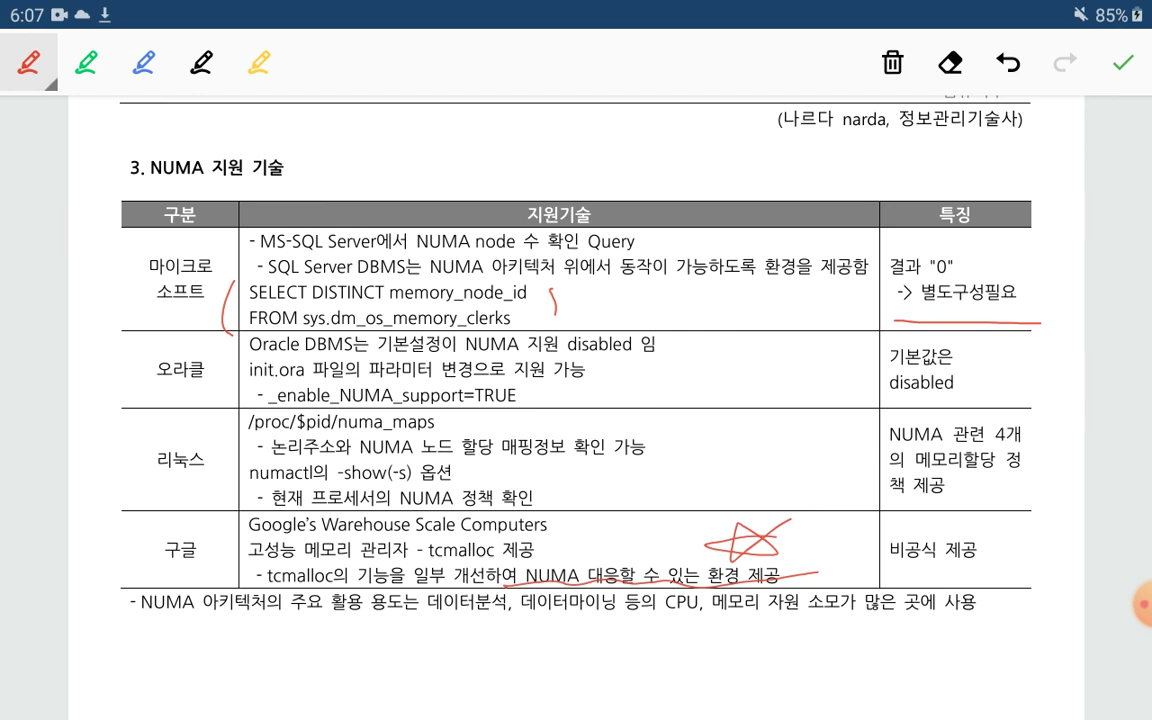 6:07
85%
(나르다 narda, 정보관리기술사)
3. NUMA 지원 기술
구분 지원기술 특징
마이크로 소프트
- MS-SQL Server에서 NUMA node 수 확인 Query
- SQL Server DBMS는 NUMA 아키텍처 위에서 동작이 가능하도록 환경을 제공함
SELECT DISTINCT memory_node_id
FROM sys.dm_os_memory_clerks
결과 "0"
-> 별도구성필요
오라클
Oracle DBMS는 기본설정이 NUMA 지원 disabled 임
init.ora 파일의 파라미터 변경으로 지원 가능
- _enable_NUMA_support=TRUE
기본값은
disabled
리눅스
/proc/$pid/numa_maps
- 논리주소와 NUMA 노드 할당 매핑정보 확인 가능
numactl의 -show(-s) 옵션
- 현재 프로세서의 NUMA 정책 확인
NUMA 관련 4개
의 메모리할당 정
책 제공
구글
Google's Warehouse Scale Computers
고성능 메모리 관리자 - tcmalloc 제공
- tcmalloc의 기능을 일부 개선하여 NUMA 대응할 수 있는 환경 제공
비공식 제공
- NUMA 아키텍처의 주요 활용 용도는 데이터분석, 데이터마이닝 등의 CPU, 메모리 자원 소모가 많은 곳에 사용